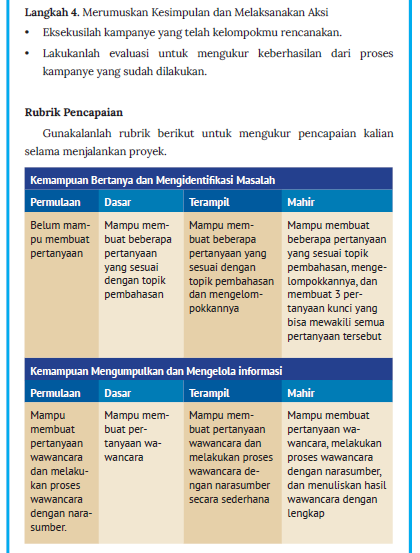 Langkah 4. Merumuskan Kesimpulan dan Melaksanakan Aksi
• Eksekusilah kampanye yang telah kelompokmu rencanakan.
• Lakukanlah evaluasi untuk mengukur keberhasilan dari proses
kampanye yang sudah dilakukan.
Rubrik Pencapaian
Gunakalanlah rubrik berikut untuk mengukur pencapaian kalian
selama menjalankan proyek.
Kemampuan Bertanya dan Mengidentifikasi Masalah
Permulaan
Dasar
Terampil
Mahir
Belum mam-
pu membuat
pertanyaan
Mampu mem-
buat beberapa
pertanyaan
yang sesuai
dengan topik
pembahasan
Mampu mem-
buat beberapa
pertanyaan yang
sesuai dengan
topik pembahasan
dan mengelom-
pokkannya
Mampu membuat
beberapa pertanyaan
yang sesuai topik
pembahasan, menge-
lompokkannya, dan
membuat 3 per-
tanyaan kunci yang
bisa mewakili semua
pertanyaan tersebut
Kemampuan Mengumpulkan dan Mengelola informasi
Permulaan
Dasar
Terampil
Mahir
Mampu
membuat
pertanyaan
wawancara
dan melaku-
kan proses
wawancara
dengan nara-
sumber.
Mampu mem-
buat per-
tanyaan wa-
wancara
Mampu mem-
buat pertanyaan
wawancara dan
melakukan proses
wawancara de-
ngan narasumber
secara sederhana
Mampu membuat
pertanyaan wa-
wancara, melakukan
proses wawancara
dengan narasumber,
dan menuliskan hasil
wawancara dengan
lengkap